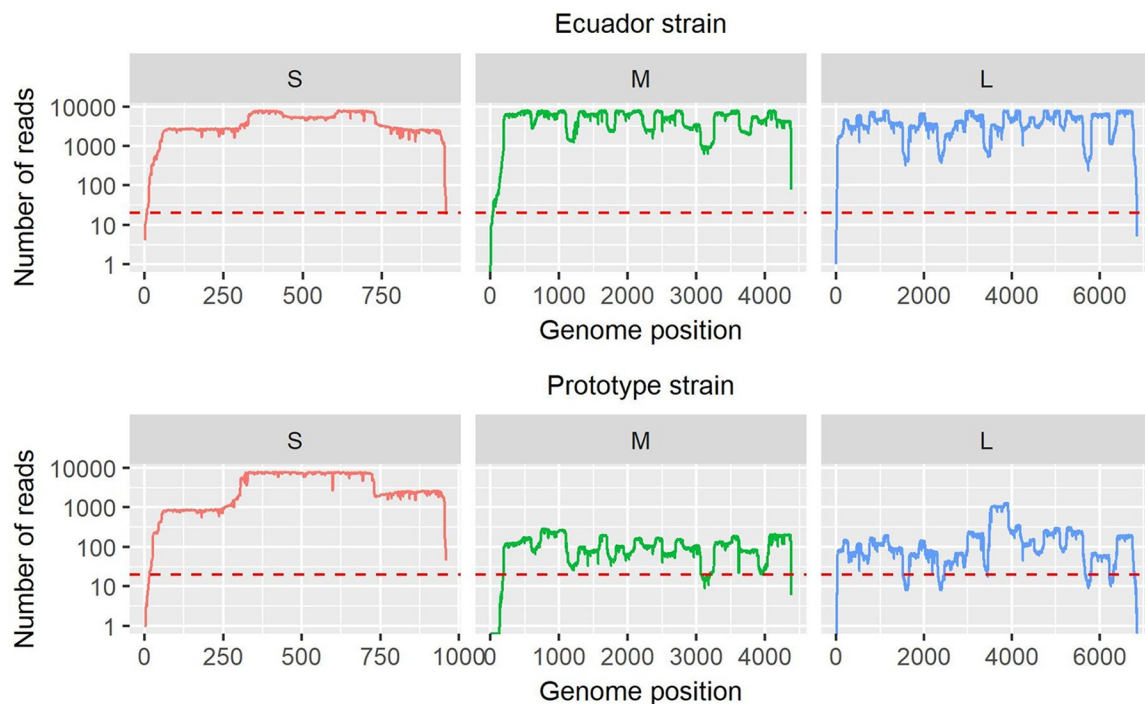 Ecuador strain
S M L
Number of reads
10000
1000
100
10
1
0 250 500 750 0 1000 2000 3000 4000 0 2000 4000 6000
Genome position
Prototype strain
S M L
Number of reads
10000
1000
100
10
1
0 250 500 750 1000 0 1000 2000 3000 4000 0 2000 4000 6000
Genome position